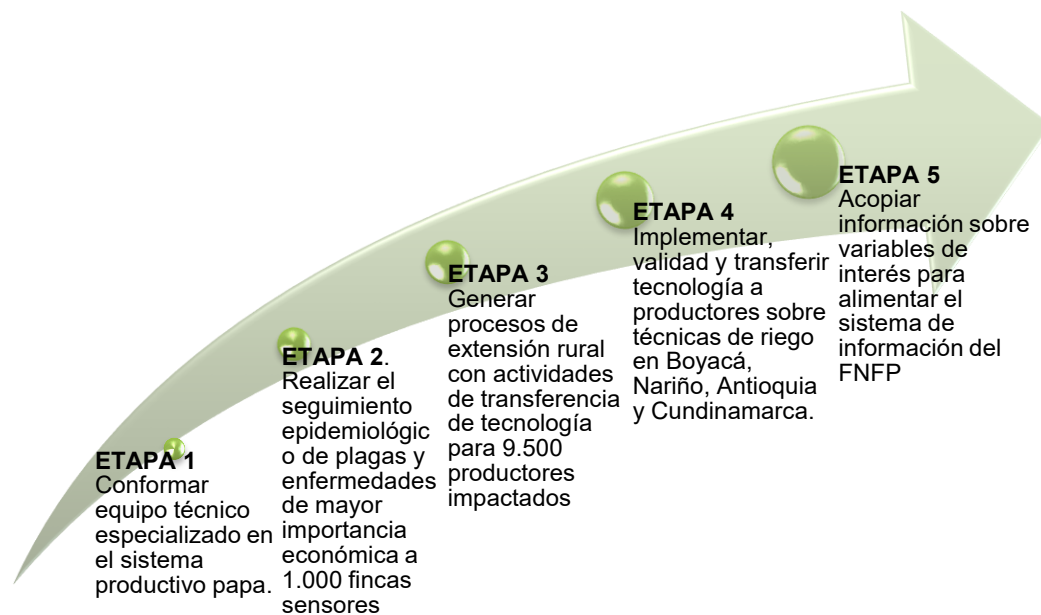 ETAPA 1
Conformar
equipo técnico
especializado en
el sistema
productivo papa.
ETAPA 2.
Realizar el
seguimiento
epidemiológic
o de plagas y
enfermedades
de mayor
importancia
económica a
1.000 fincas
sensores
ETAPA 3
Generar
procesos de
extensión rural
con actividades
de transferencia
de tecnología
para 9.500
productores
impactados
ETAPA 4
Implementar,
validad y transferir
tecnología a
productores sobre
técnicas de riego
en Boyacá,
Nariño, Antioquia
y Cundinamarca.
ETAPA 5
Acopiar
información sobre
variables de
interés para
alimentar el
sistema de
información del
FNFP